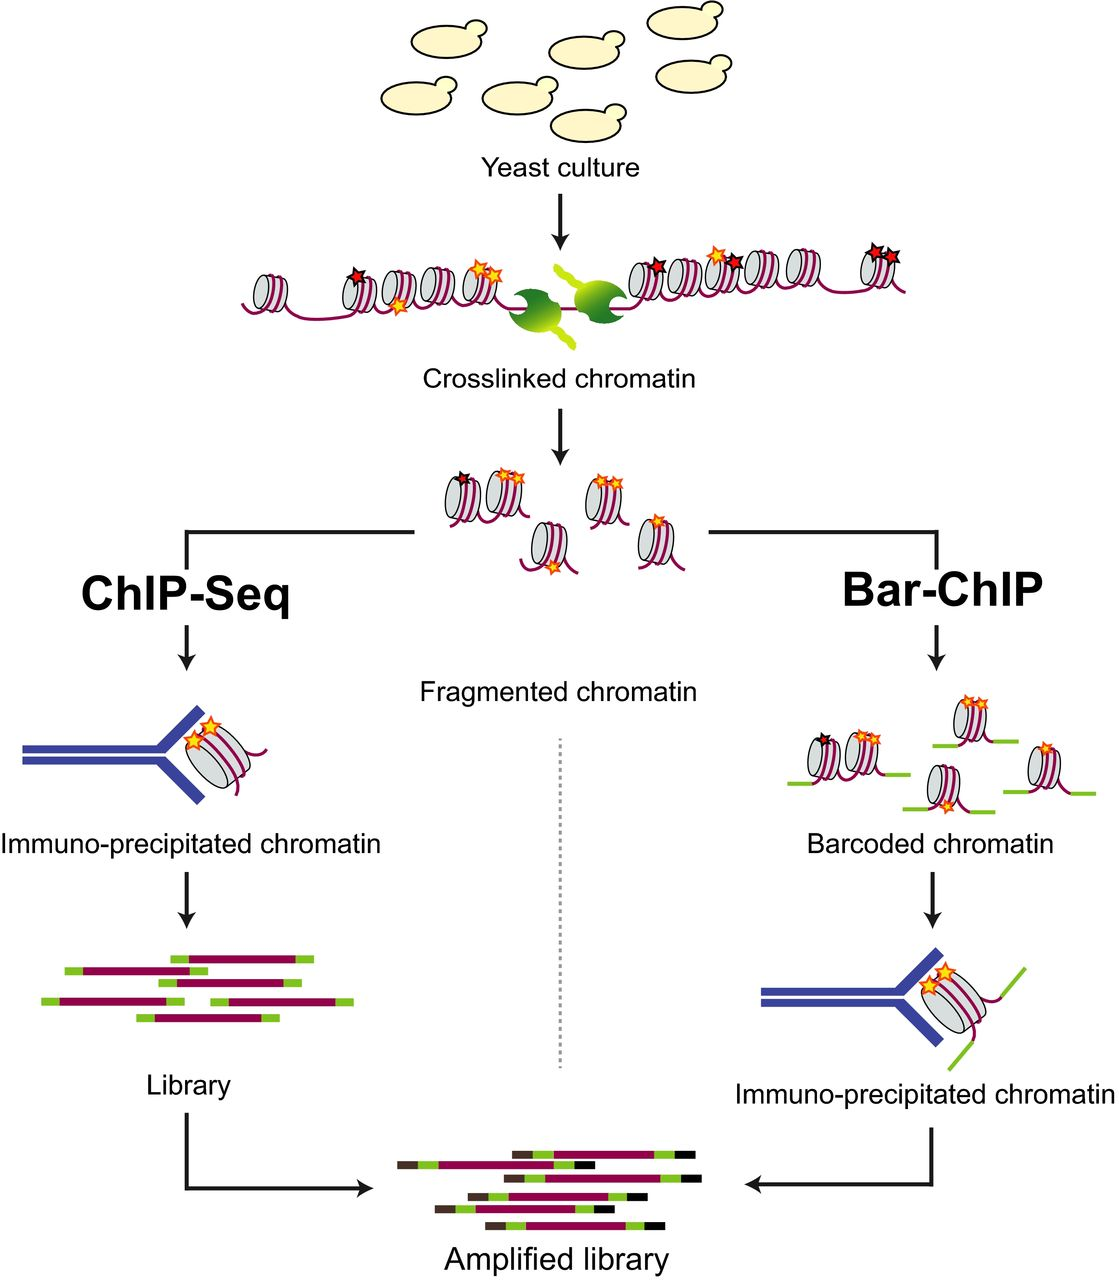 Yeast culture
Crosslinked chromatin
ChIP-Seq
Bar-ChIP
Fragmented chromatin
Immuno-precipitated chromatin
Barcoded chromatin
Library
Immuno-precipitated chromatin
Amplified library